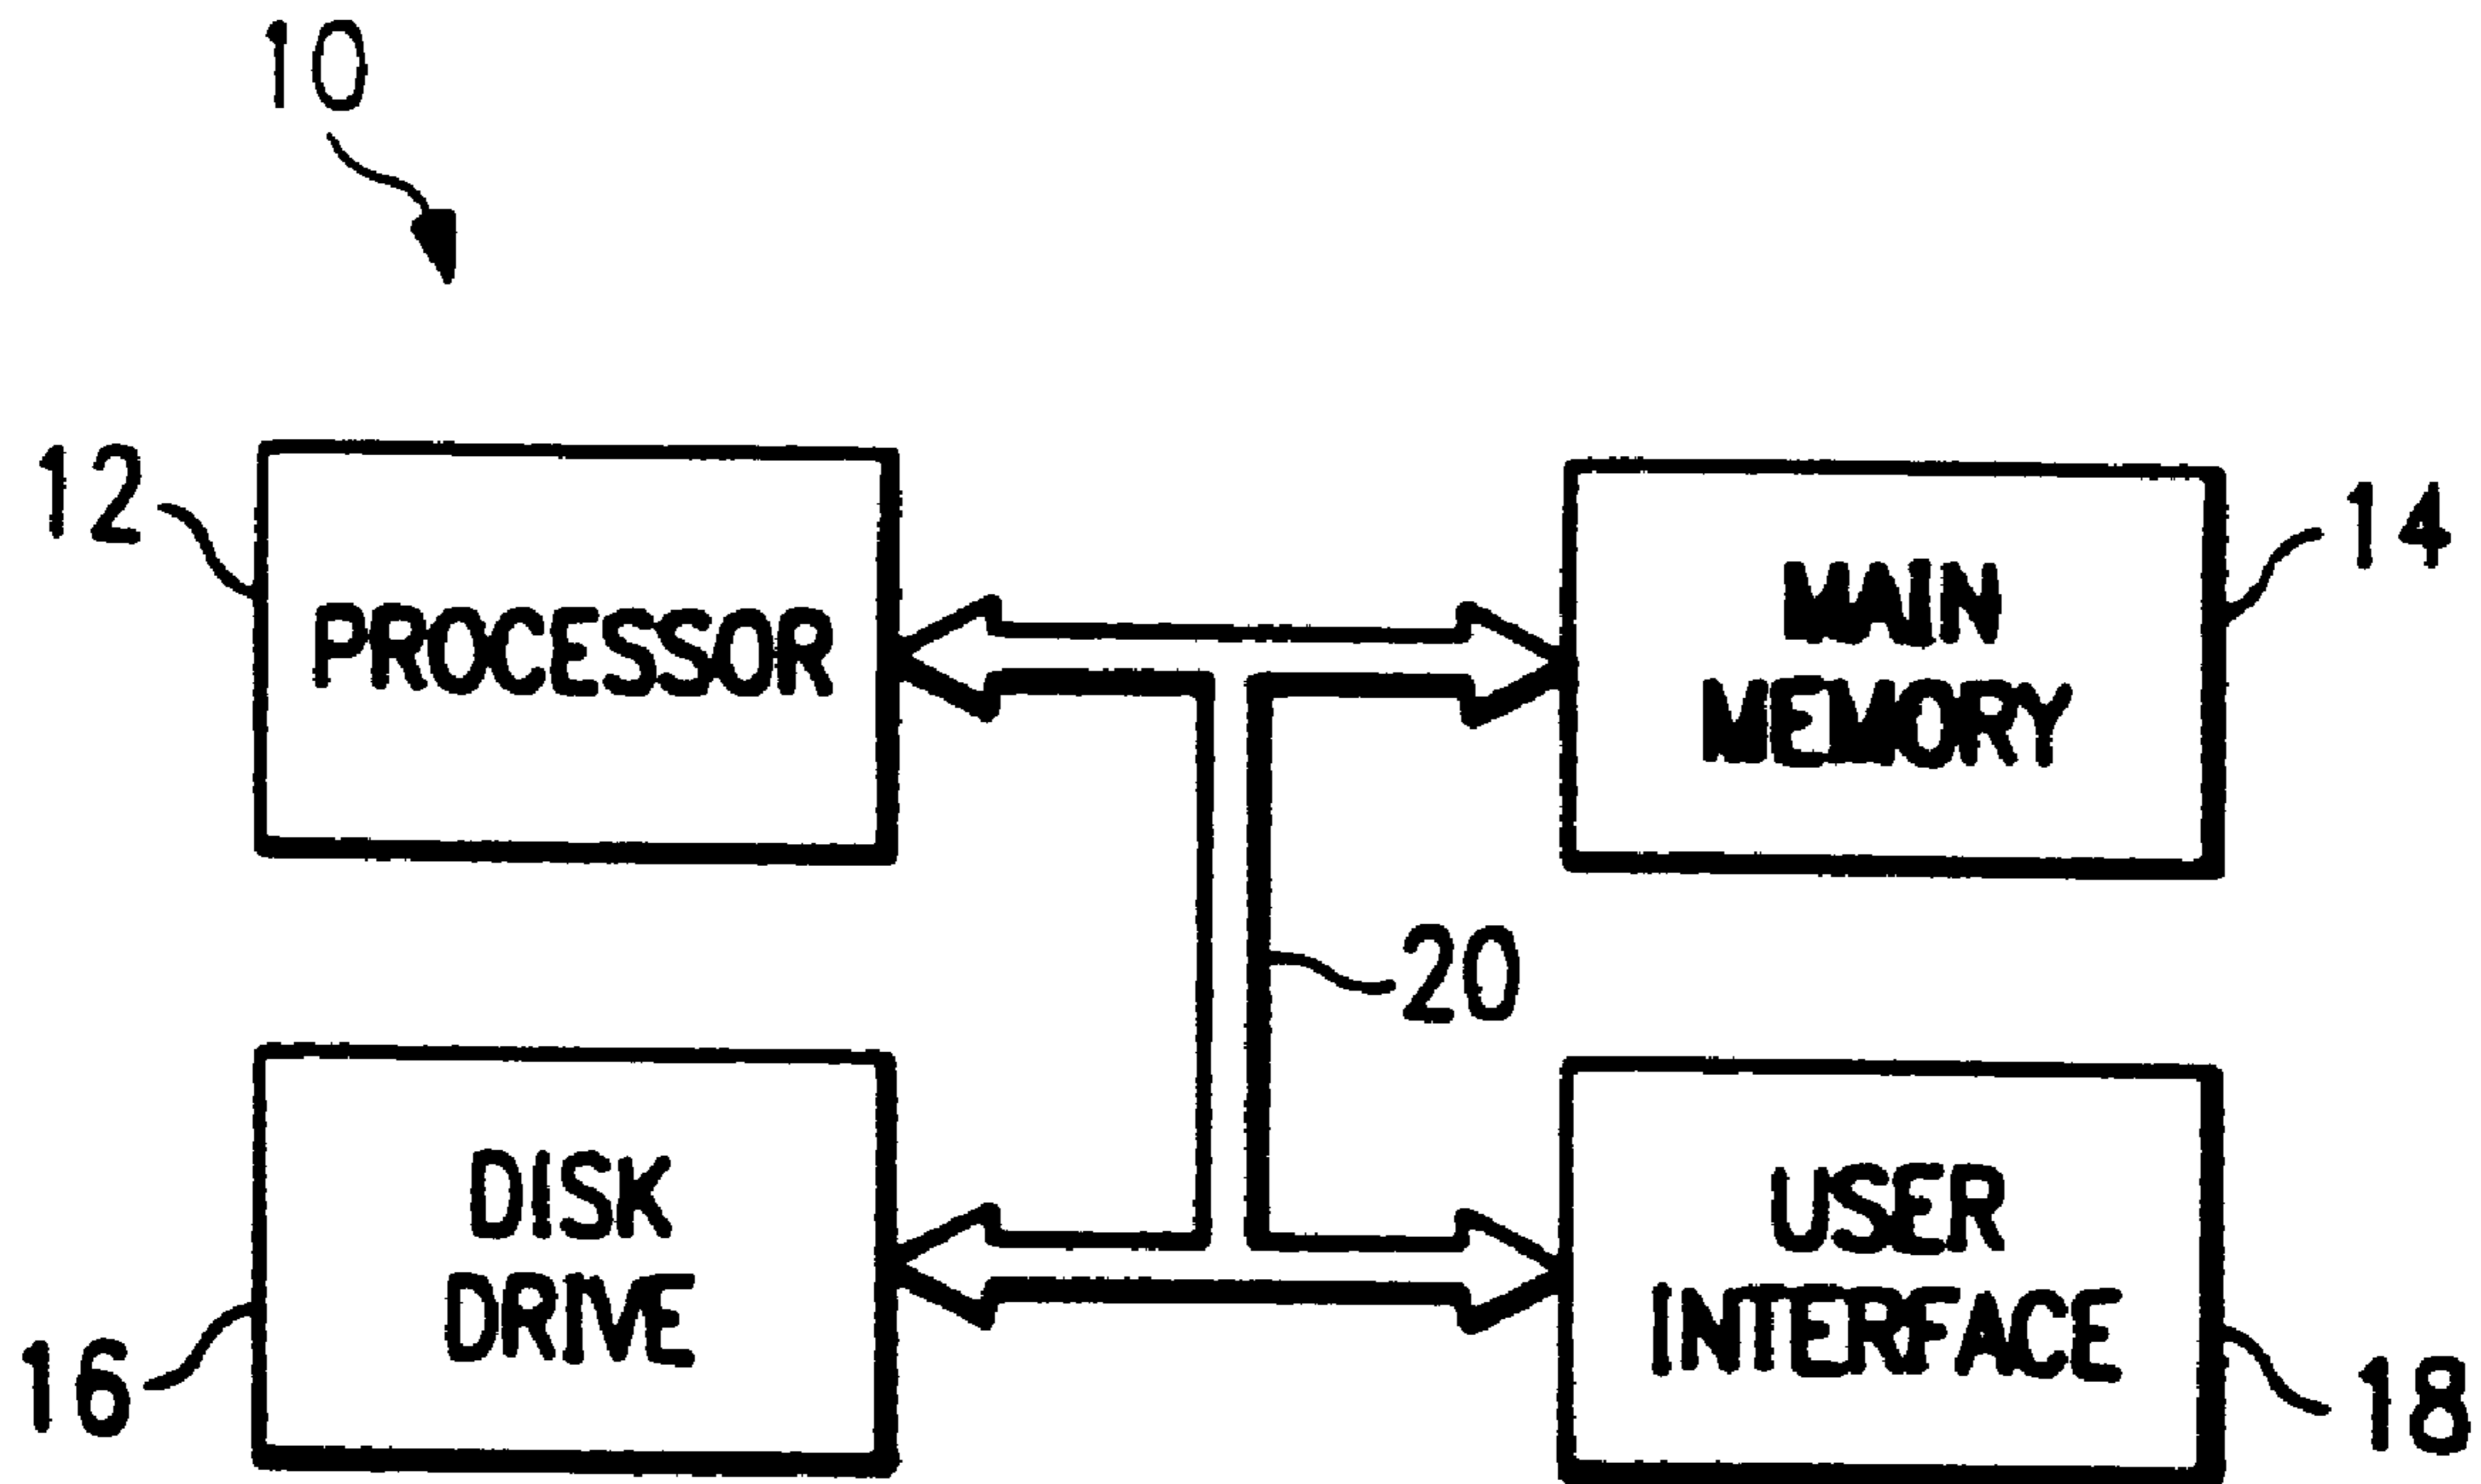 10
12
PROCESSOR
MAIN
MEMORY
14
20
DISK
DRIVE
16
USER
INTERFACE
18